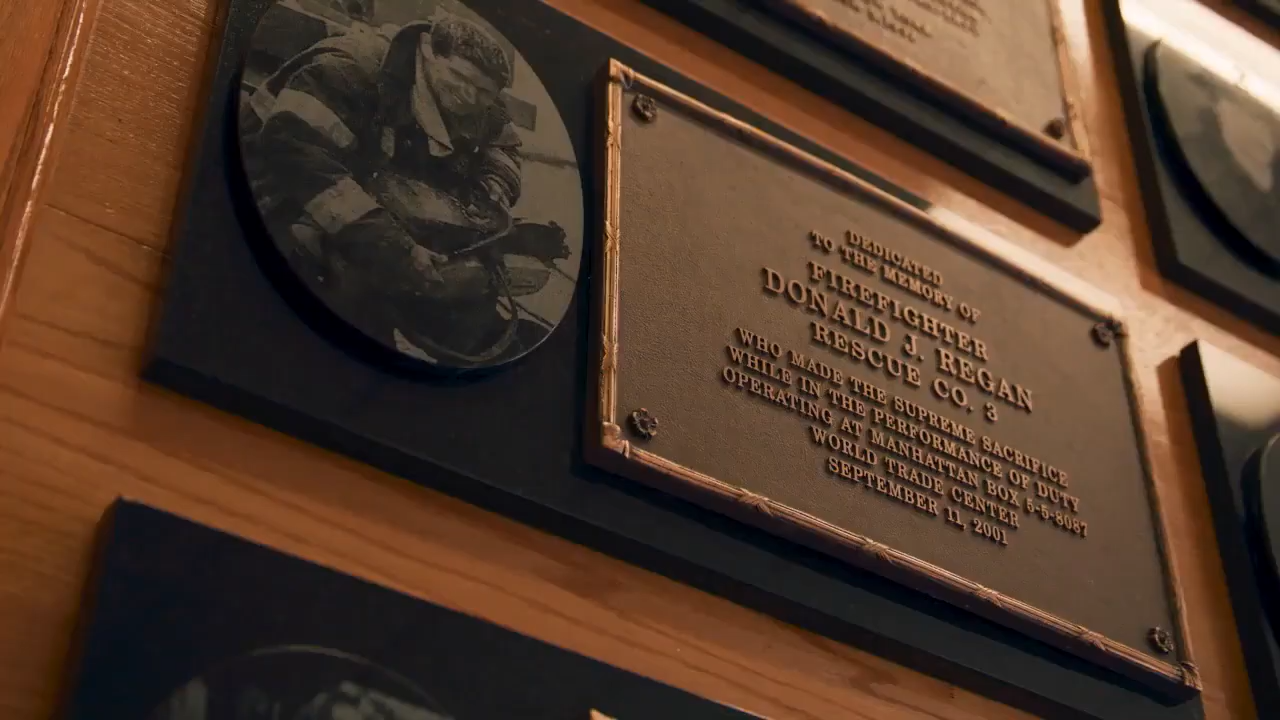 DEDICATED
TO THE MEMORY OF
FIREFIGHTER
DONALD J. REGAN
RESCUE CO. 3
WHO MADE THE SUPREME SACRIFICE
WHILE IN THE PERFORMANCE OF DUTY
OPERATING AT MANHATTAN BOX 5-5-8087
WORLD TRADE CENTER
SEPTEMBER 11, 2001